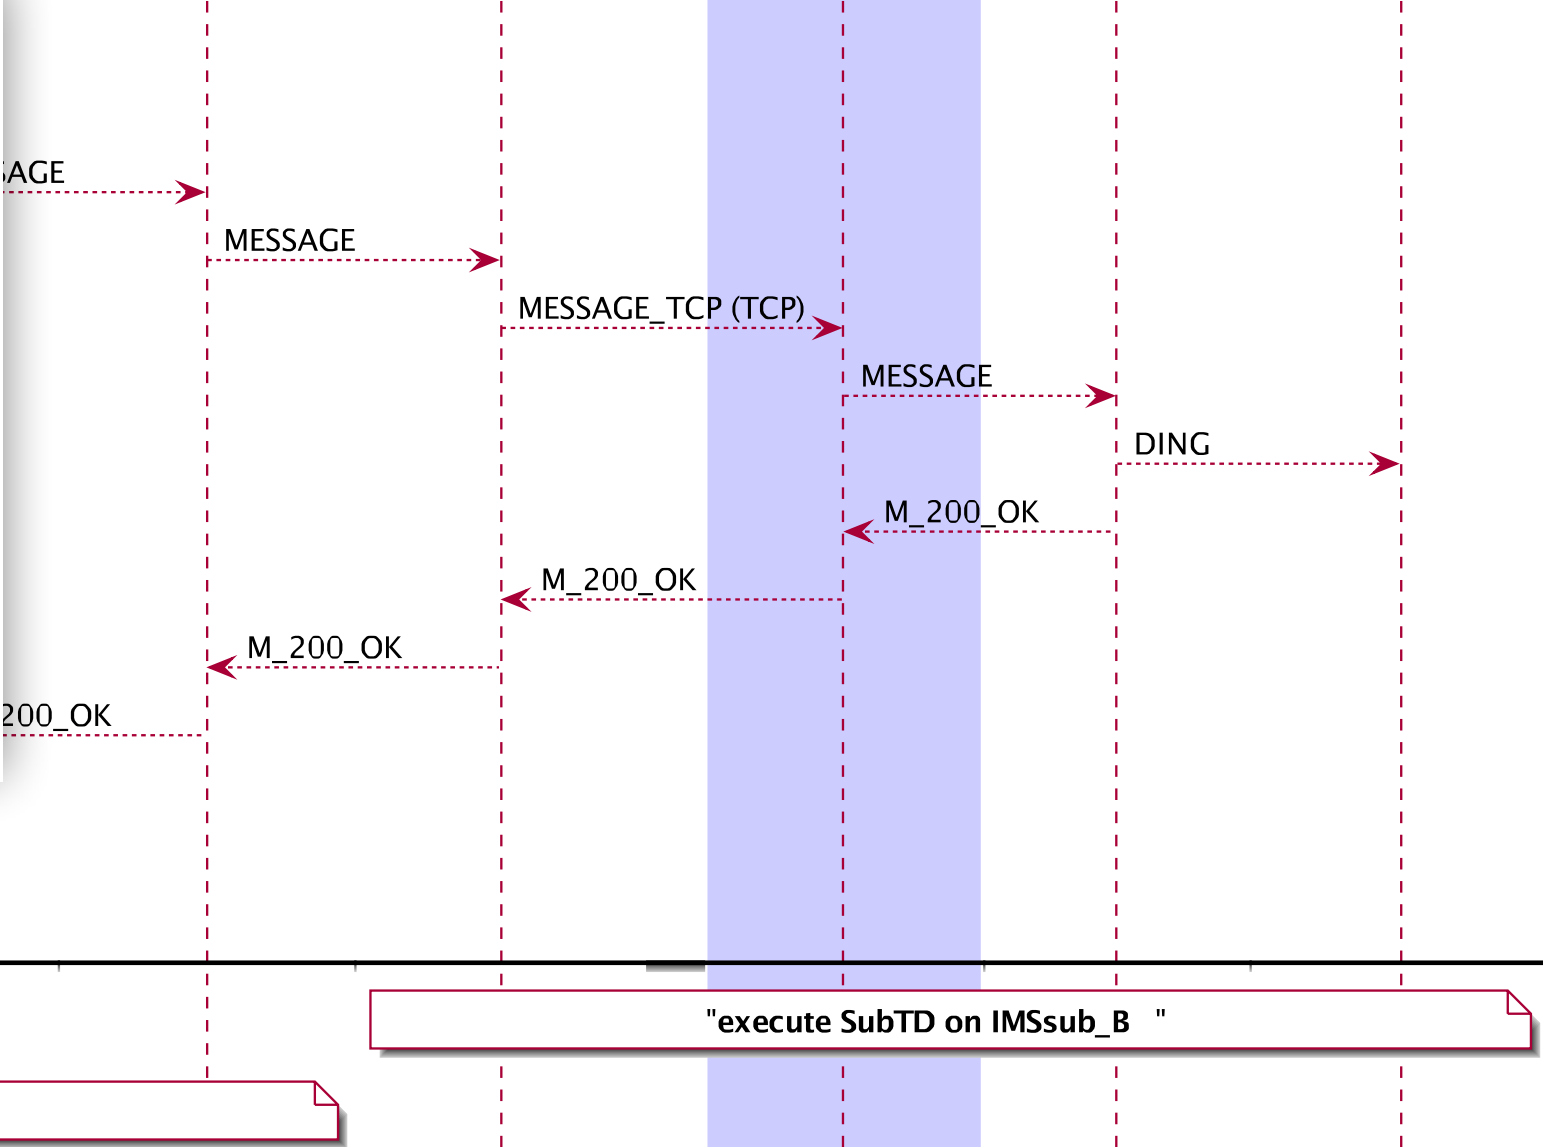 SAGE
MESSAGE
MESSAGE_TCP (TCP)
MESSAGE
DING
M_200_OK
M_200_OK
M_200_OK
200_OK
"execute SubTD on IMSsub_B "